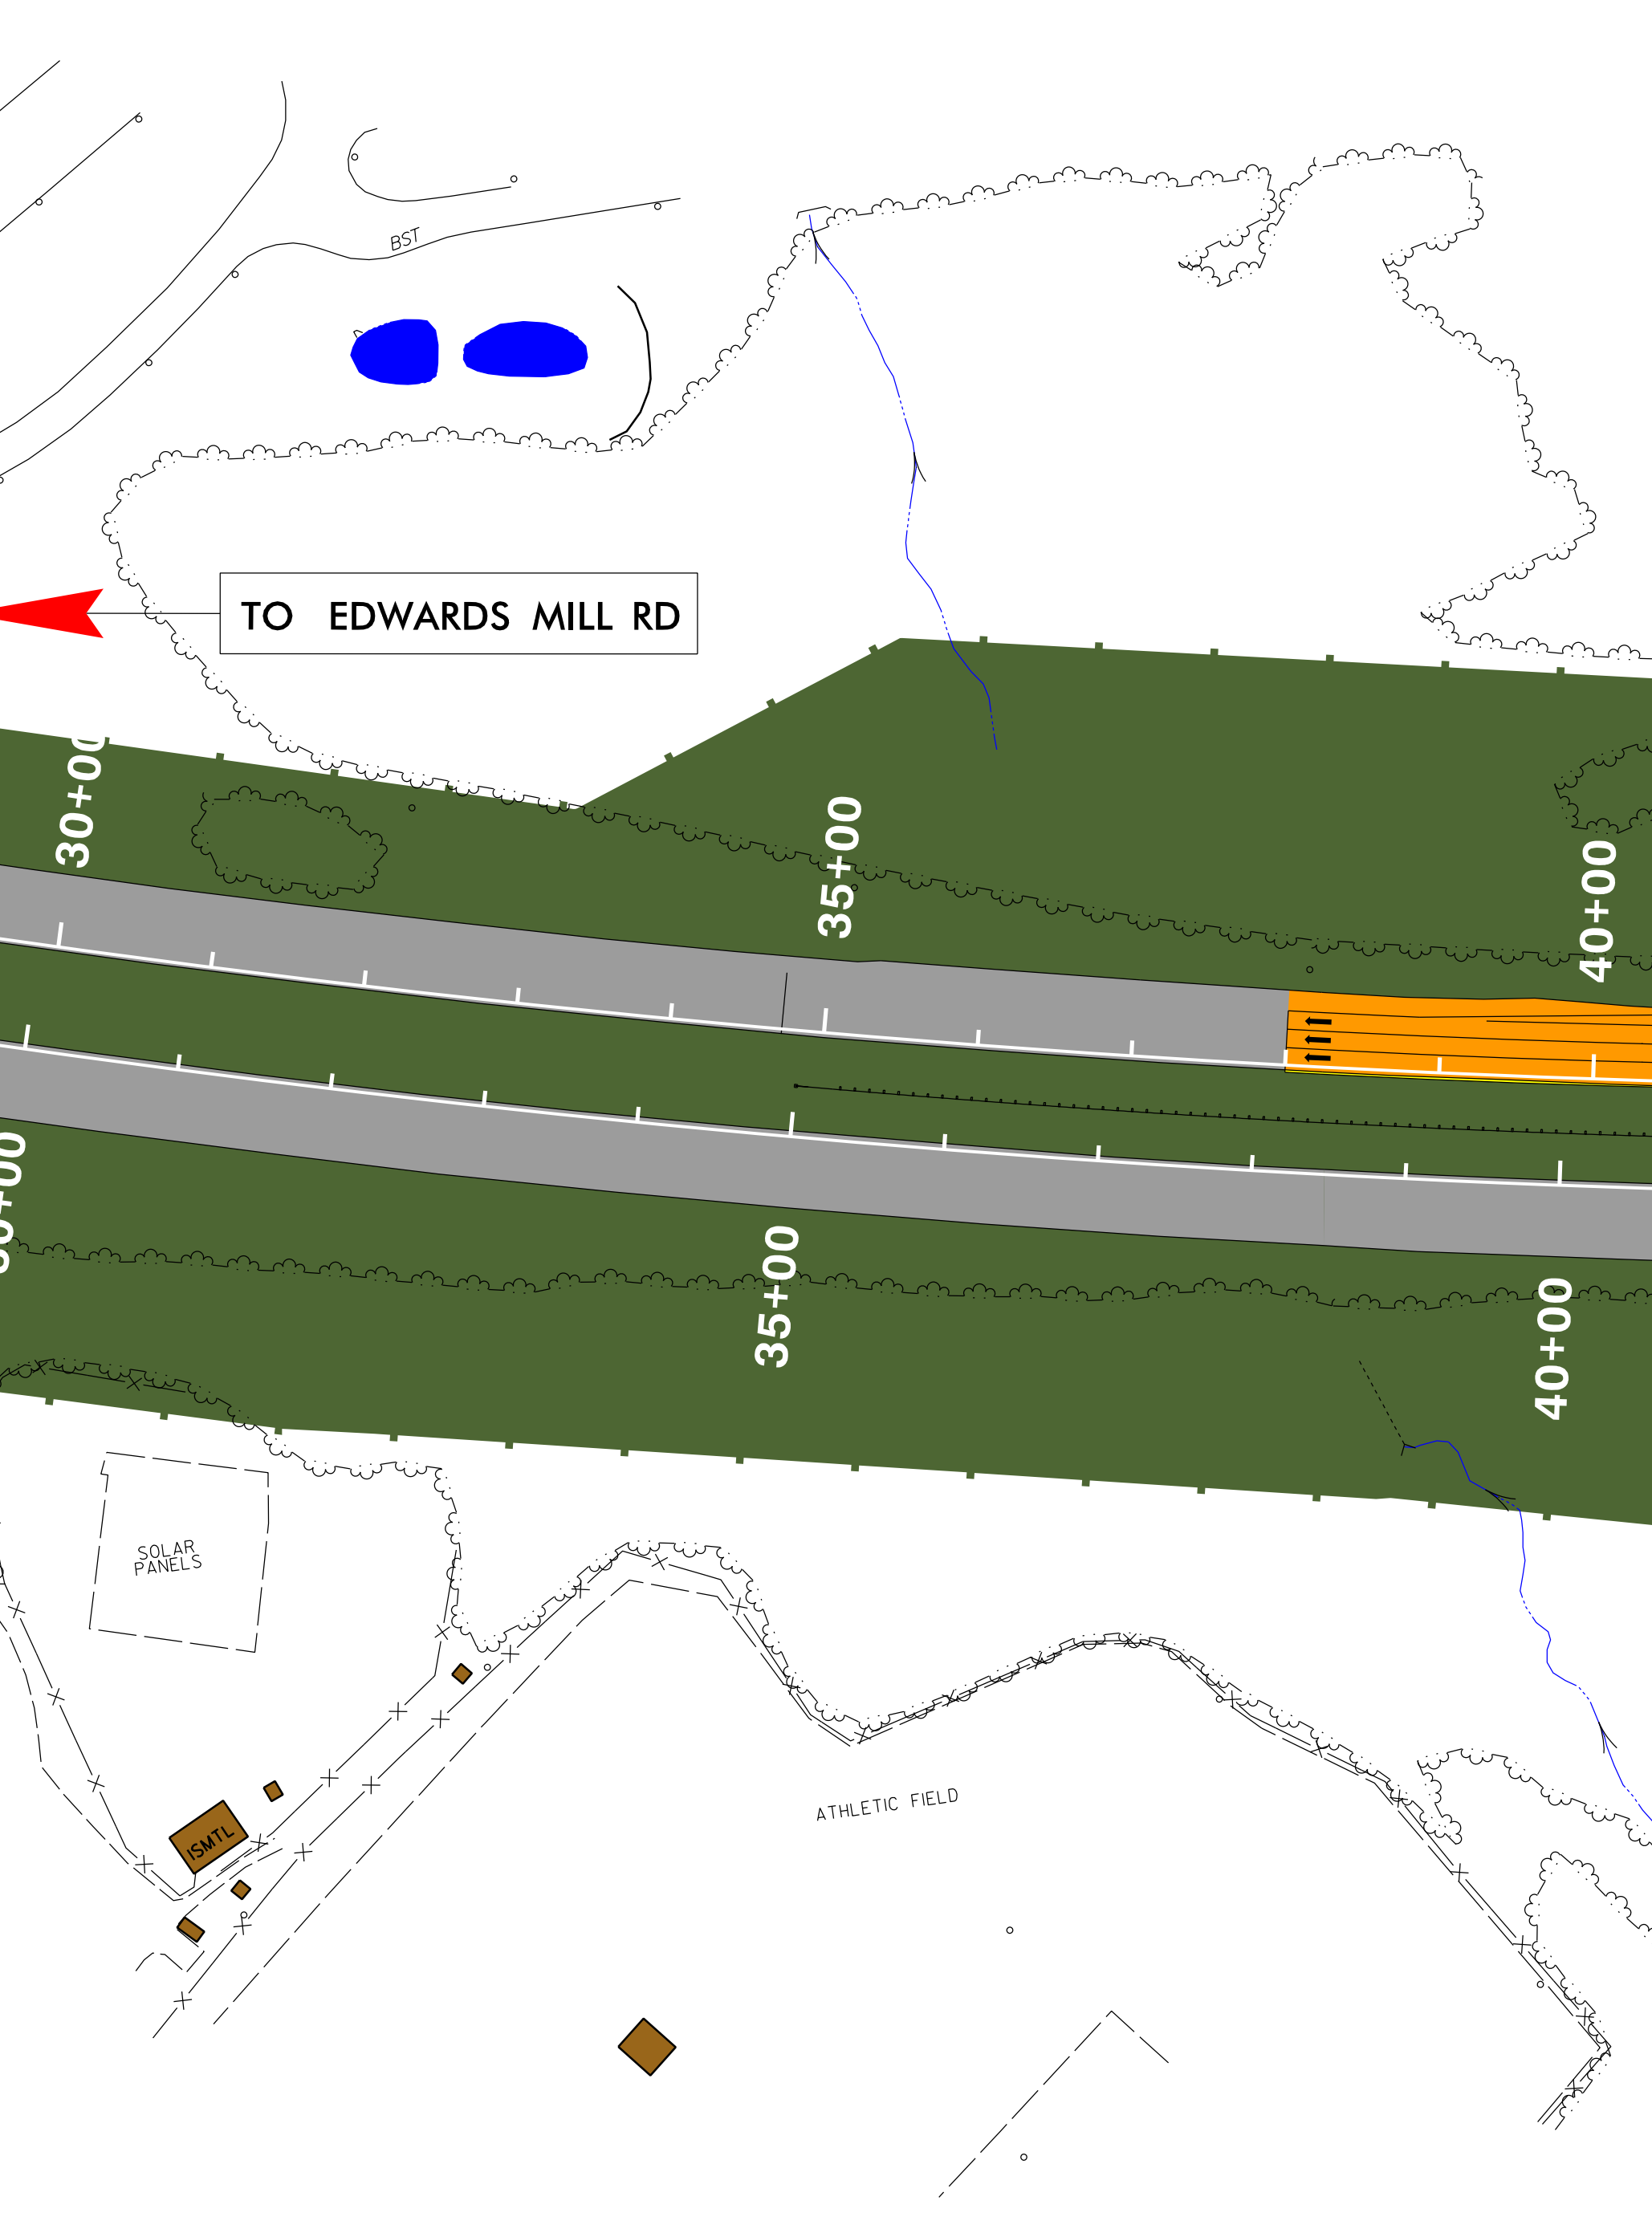 BST
TO EDWARDS MILL RD
30+00
35+00
40+00
35+00
40+00
SOLAR
PANELS
ATHLETIC FIELD
ISMTL